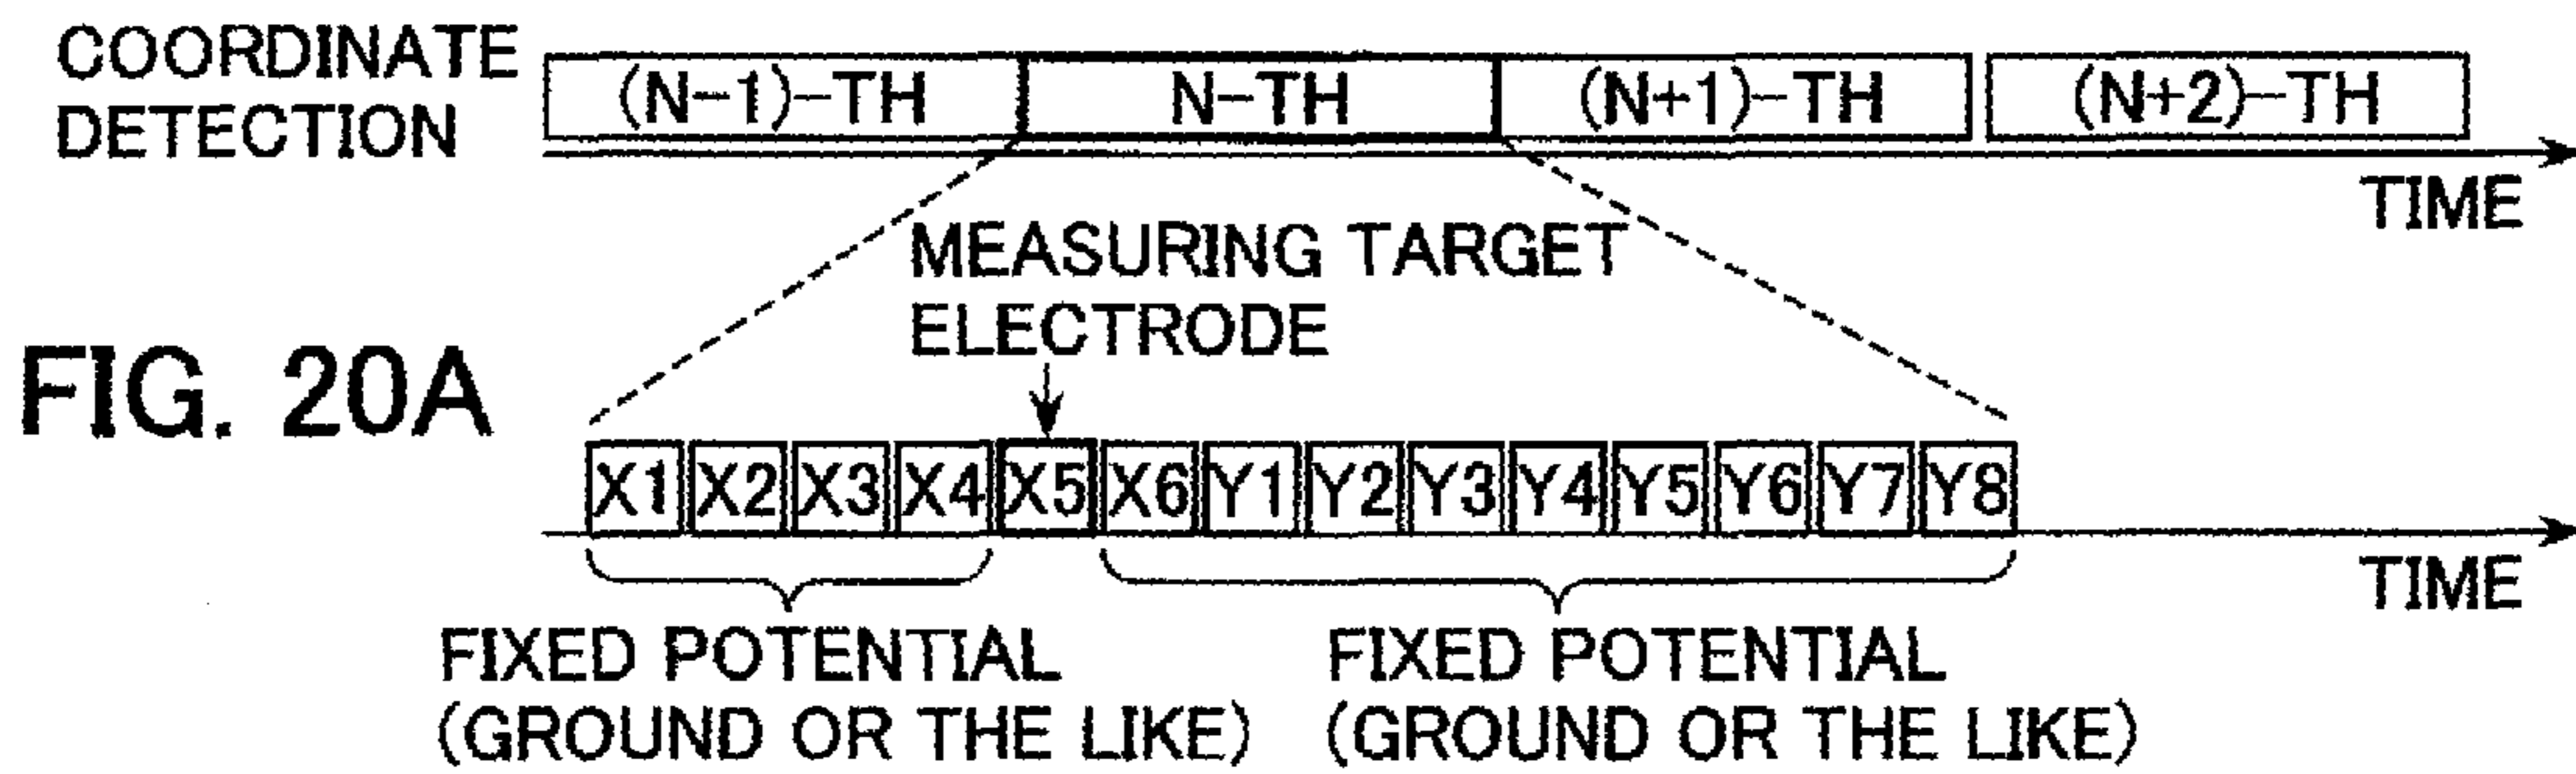 COORDINATE
DETECTION
(N-1)-TH N-TH (N+1)-TH (N+2)-TH
TIME
MEASURING TARGET
ELECTRODE
FIG. 20A
X1 X2 X3 X4 X5 X6 Y1 Y2 Y3 Y4 Y5 Y6 Y7 Y8
TIME
FIXED POTENTIAL FIXED POTENTIAL
(GROUND OR THE LIKE) (GROUND OR THE LIKE)